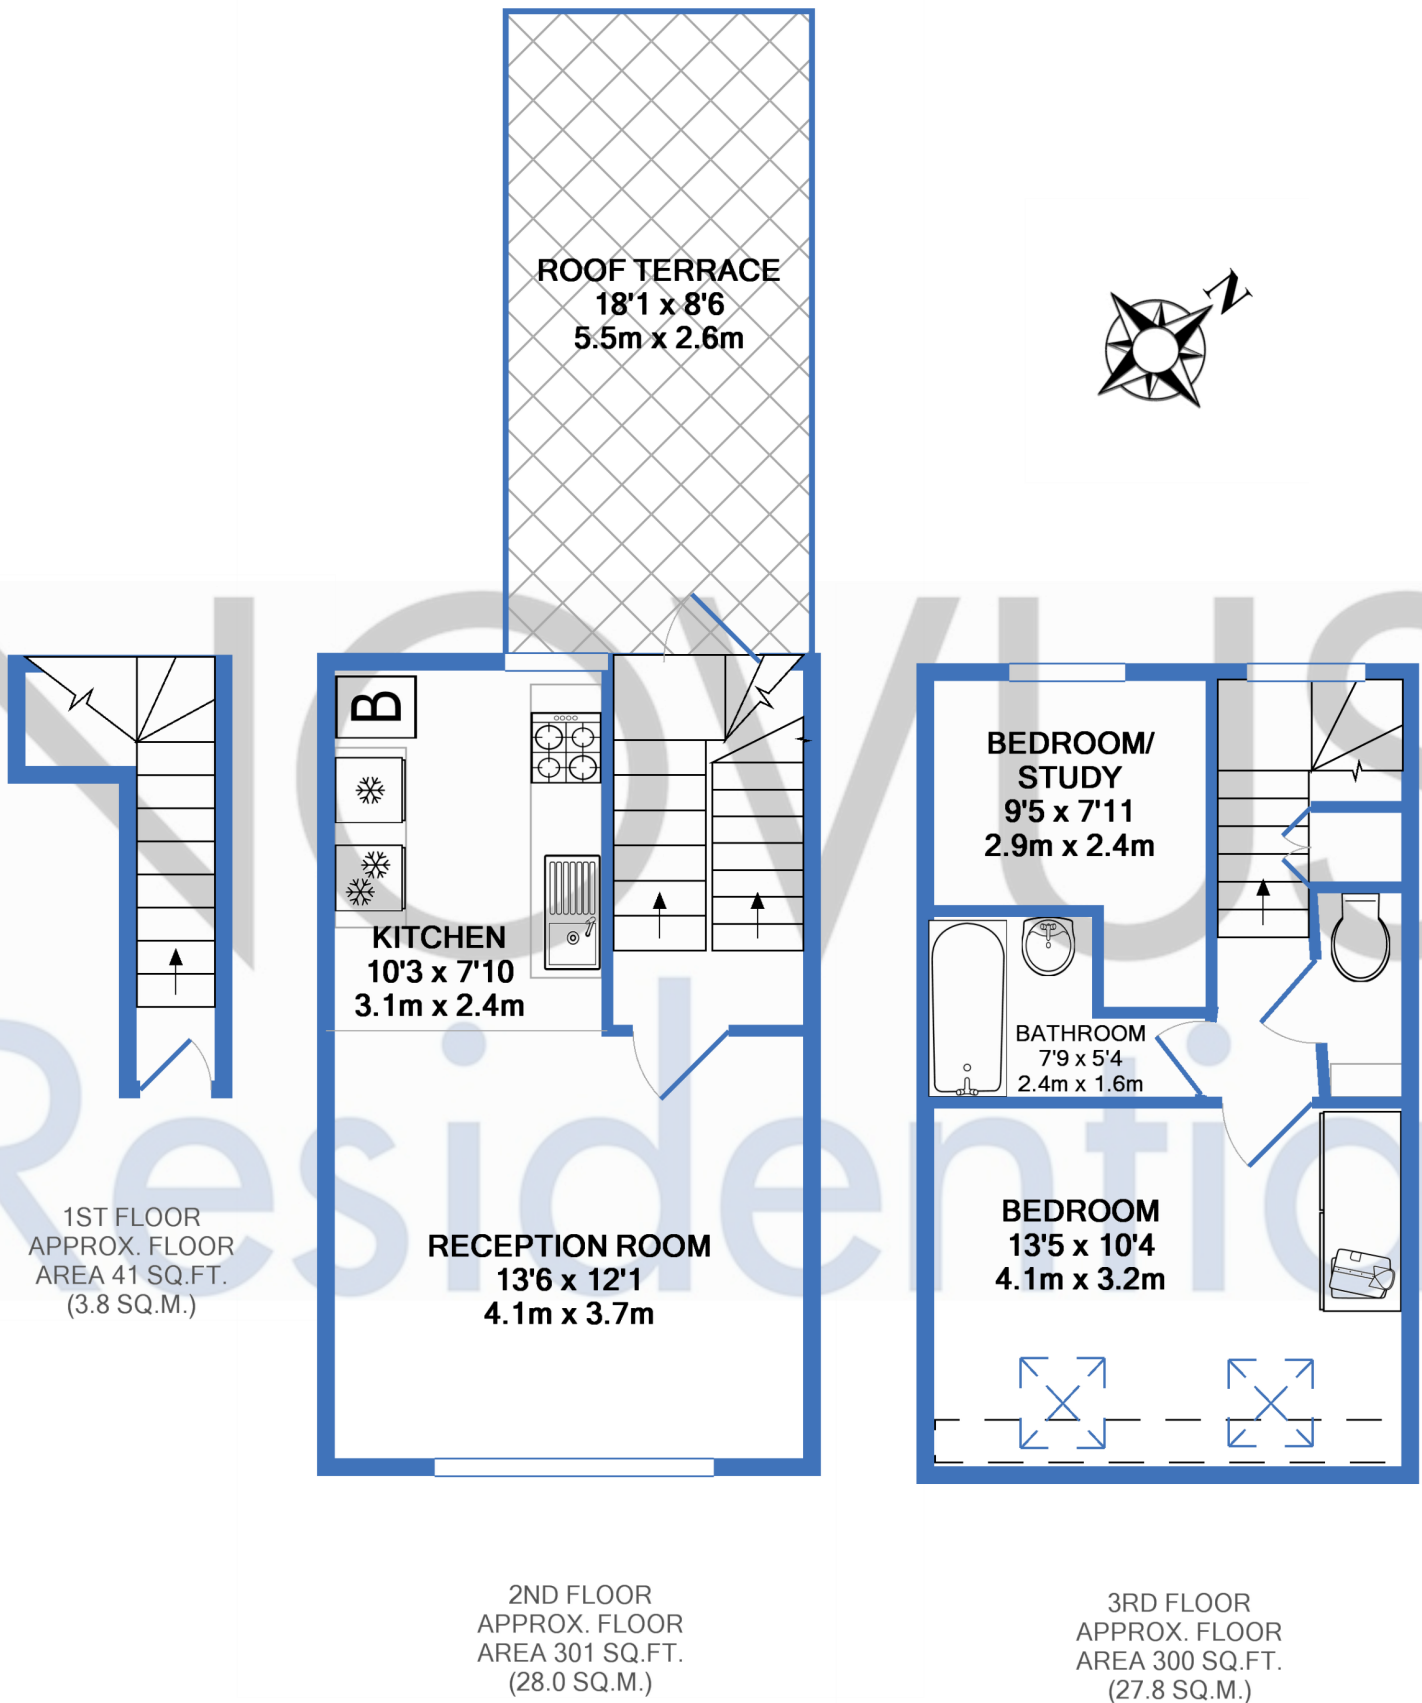 ROOF TERRACE
18'1 x 8'6
5.5m x 2.6m
N
NOVUS
Residentia
B
KITCHEN
10'3 x 7'10
3.1m x 2.4m
RECEPTION ROOM
13'6 x 12'1
4.1m x 3.7m
BEDROOM/
STUDY
9'5 x 7'11
2.9m x 2.4m
BATHROOM
7'9 x 5'4
2.4m x 1.6m
BEDROOM
13'5 x 10'4
4.1m x 3.2m
1ST FLOOR
APPROX. FLOOR
AREA 41 SQ.FT.
(3.8 SQ.M.)
2ND FLOOR
APPROX. FLOOR
AREA 301 SQ.FT.
(28.0 SQ.M.)
3RD FLOOR
APPROX. FLOOR
AREA 300 SQ.FT.
(27.8 SQ.M.)